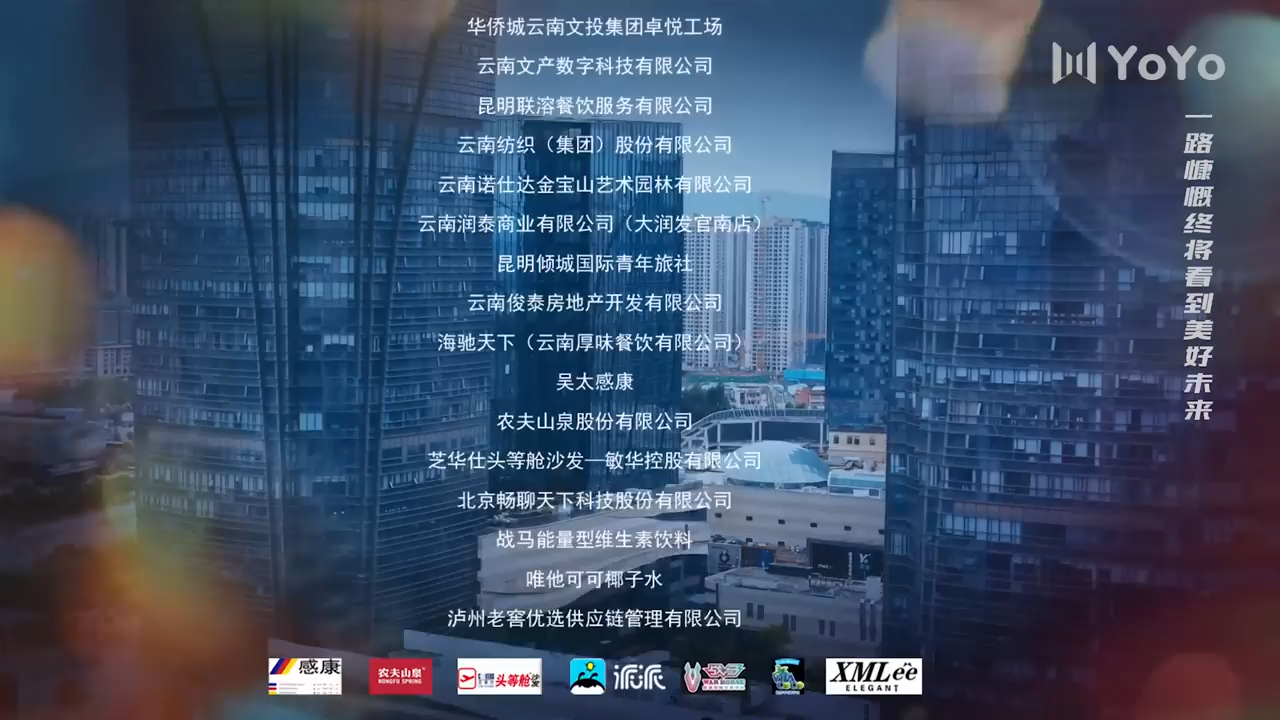 华侨城云南文投集团卓悦工场
云南文产数字科技有限公司
昆明联溶餐饮服务有限公司
云南纺织（集团）股份有限公司
云南诺仕达金宝山艺术园林有限公司
云南润泰商业有限公司（大润发官南店）
昆明倾城国际青年旅社
云南俊泰房地产开发有限公司
海驰天下（云南厚味餐饮有限公司）
吴太感康
农夫山泉股份有限公司
芝华仕头等舱沙发—敏华控股有限公司
北京畅聊天下科技股份有限公司
战马能量型维生素饮料
唯他可可椰子水
泸州老窖优选供应链管理有限公司
YoYo
一路慷慨终将看到美好未来
感康
农夫山泉
NONGFU SPRING
头等舱
派派
WAR HORSE
XMLee
ELEGANT